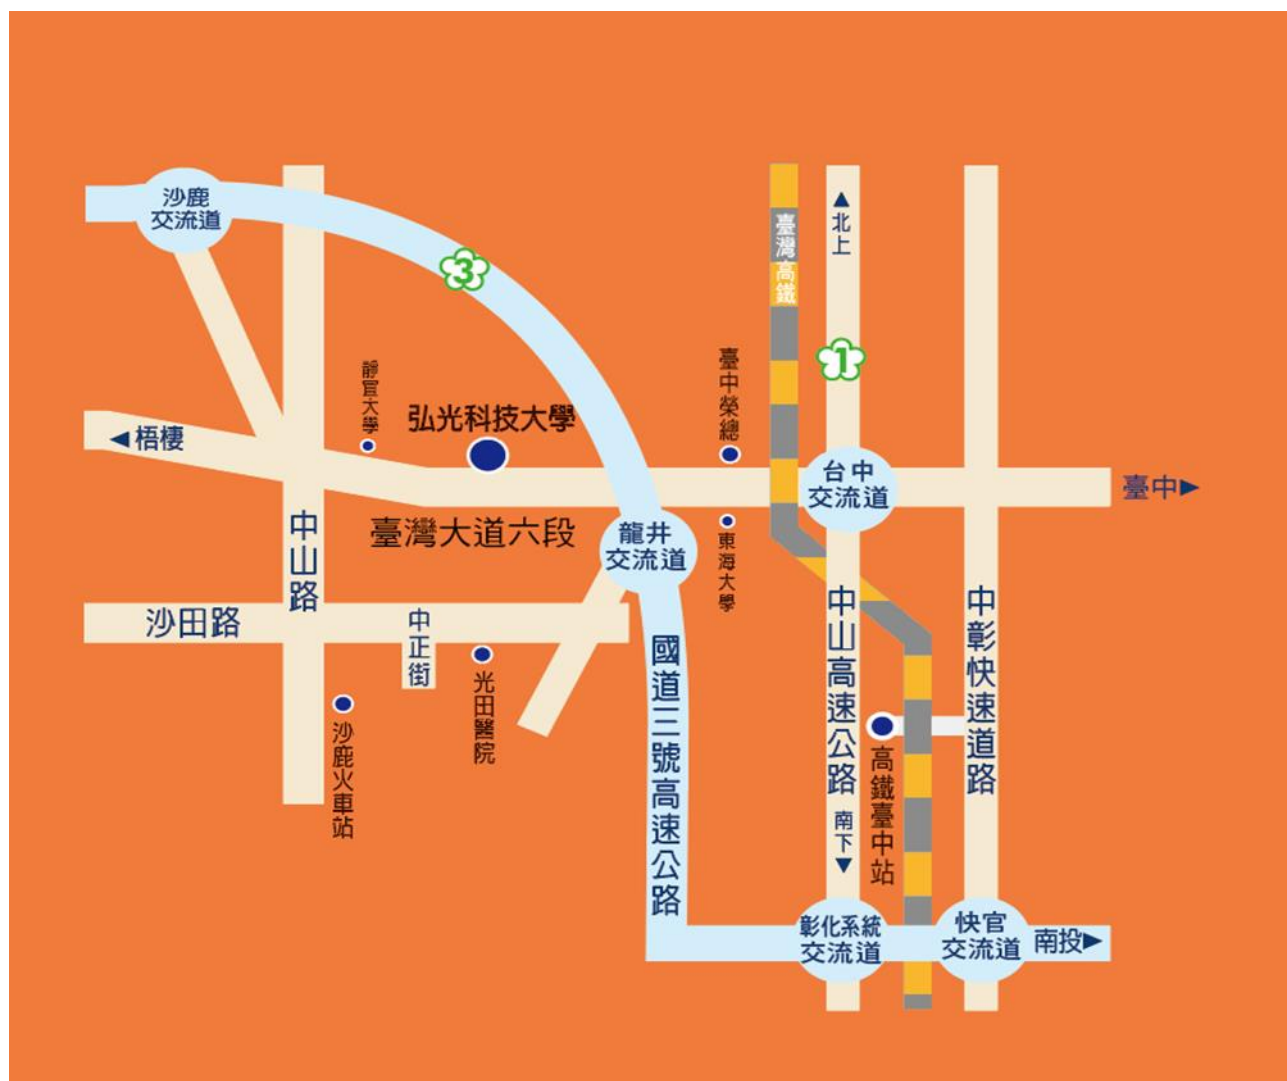 沙鹿
交流道
北上
臺灣高鐵
3
1
臺中榮總
靜宜大學
弘光科技大學
梧棲
台中
交流道
臺中
中山路
臺灣大道六段
龍井
交流道
東海大學
沙田路
中正街
中山高速公路
中彰快速道路
國道三號高速公路
光田醫院
沙鹿火車站
高鐵臺中站
南下
彰化系統
交流道
快官
交流道
南投